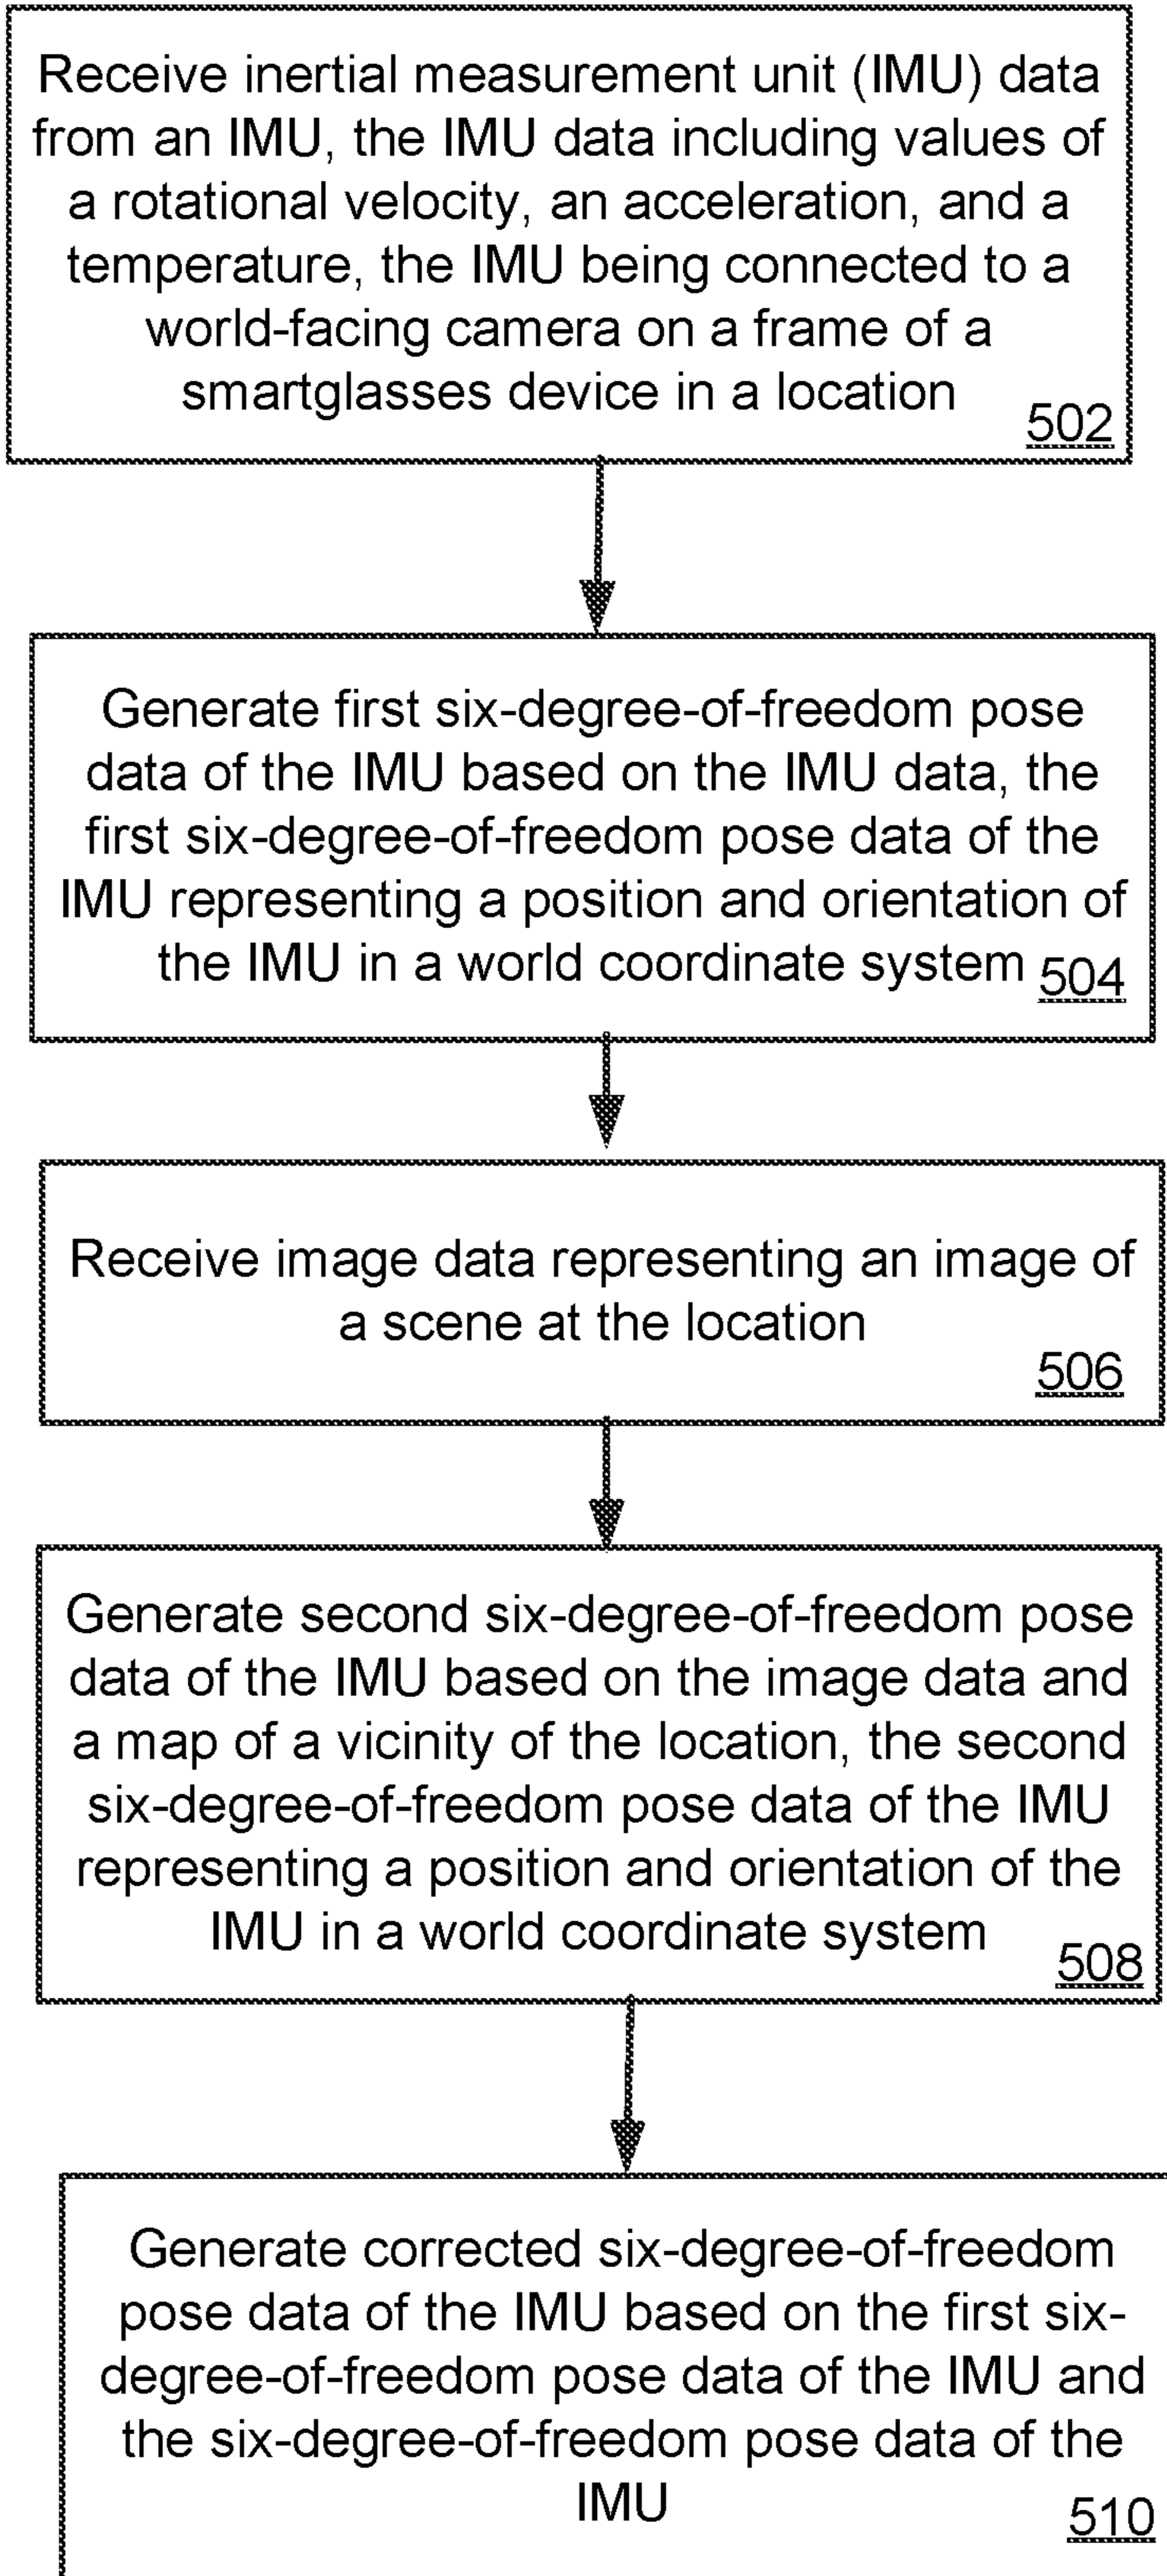 Receive inertial measurement unit (IMU) data
from an IMU, the IMU data including values of
a rotational velocity, an acceleration, and a
temperature, the IMU being connected to a
world-facing camera on a frame of a
smartglasses device in a location
502
Generate first six-degree-of-freedom pose
data of the IMU based on the IMU data, the
first six-degree-of-freedom pose data of the
IMU representing a position and orientation of
the IMU in a world coordinate system
504
Receive image data representing an image of
a scene at the location
506
Generate second six-degree-of-freedom pose
data of the IMU based on the image data and
a map of a vicinity of the location, the second
six-degree-of-freedom pose data of the IMU
representing a position and orientation of the
IMU in a world coordinate system
508
Generate corrected six-degree-of-freedom
pose data of the IMU based on the first six-
degree-of-freedom pose data of the IMU and
the six-degree-of-freedom pose data of the
IMU
510